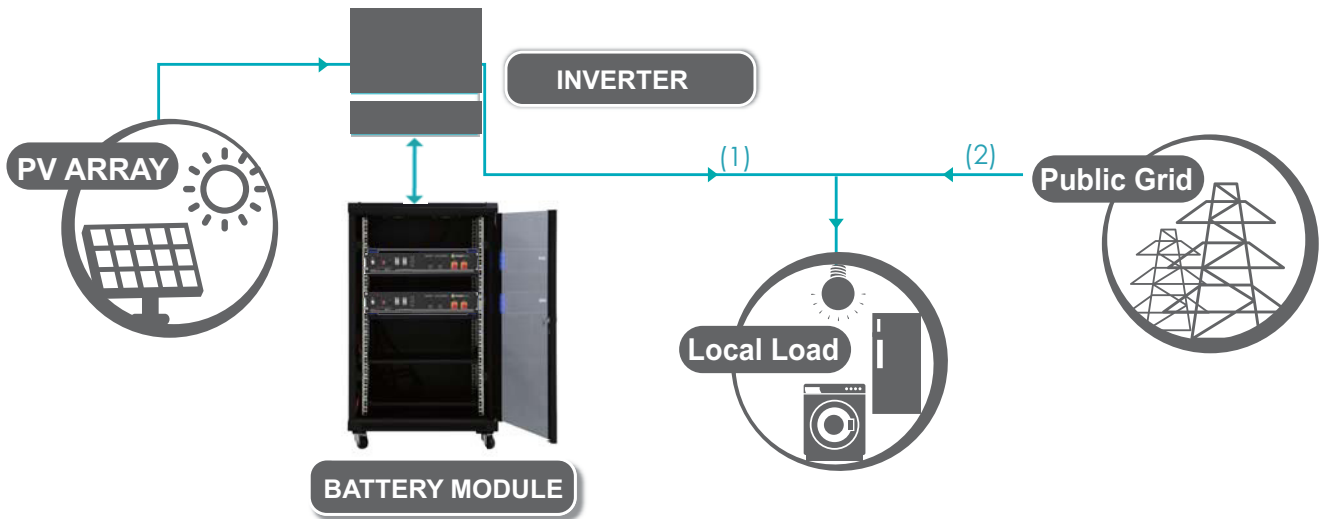 INVERTER
PV ARRAY
(1)
(2)
Public Grid
Local Load
BATTERY MODULE